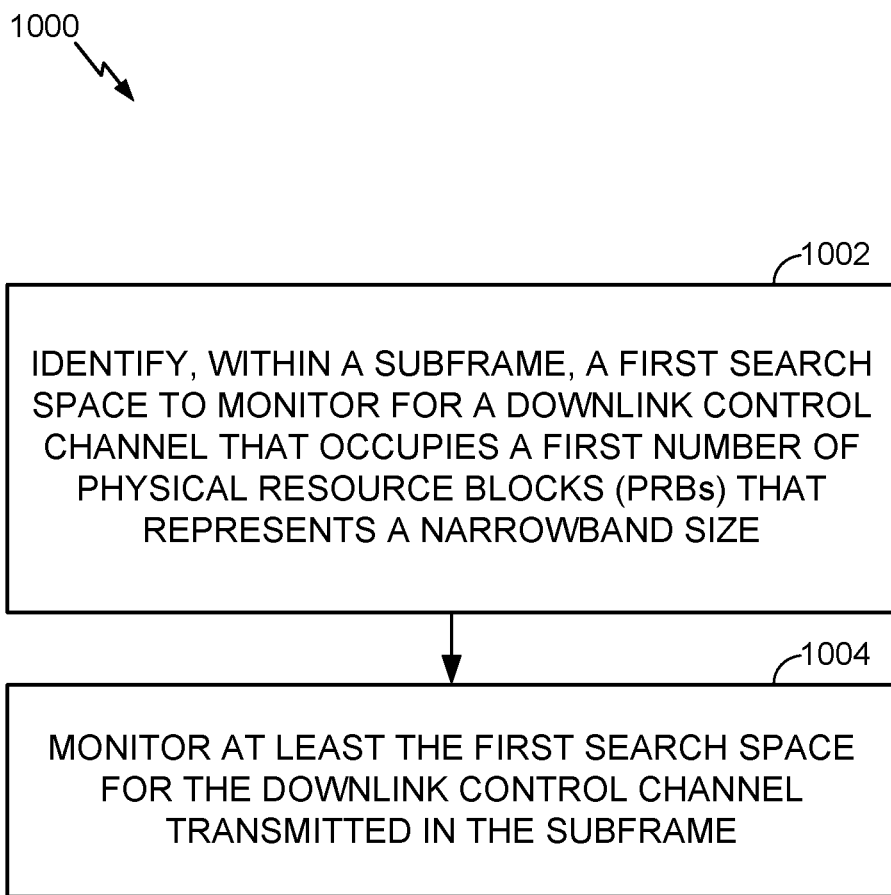 1000
1002
IDENTIFY, WITHIN A SUBFRAME, A FIRST SEARCH
SPACE TO MONITOR FOR A DOWNLINK CONTROL
CHANNEL THAT OCCUPIES A FIRST NUMBER OF
PHYSICAL RESOURCE BLOCKS (PRBs) THAT
REPRESENTS A NARROWBAND SIZE
1004
MONITOR AT LEAST THE FIRST SEARCH SPACE
FOR THE DOWNLINK CONTROL CHANNEL
TRANSMITTED IN THE SUBFRAME